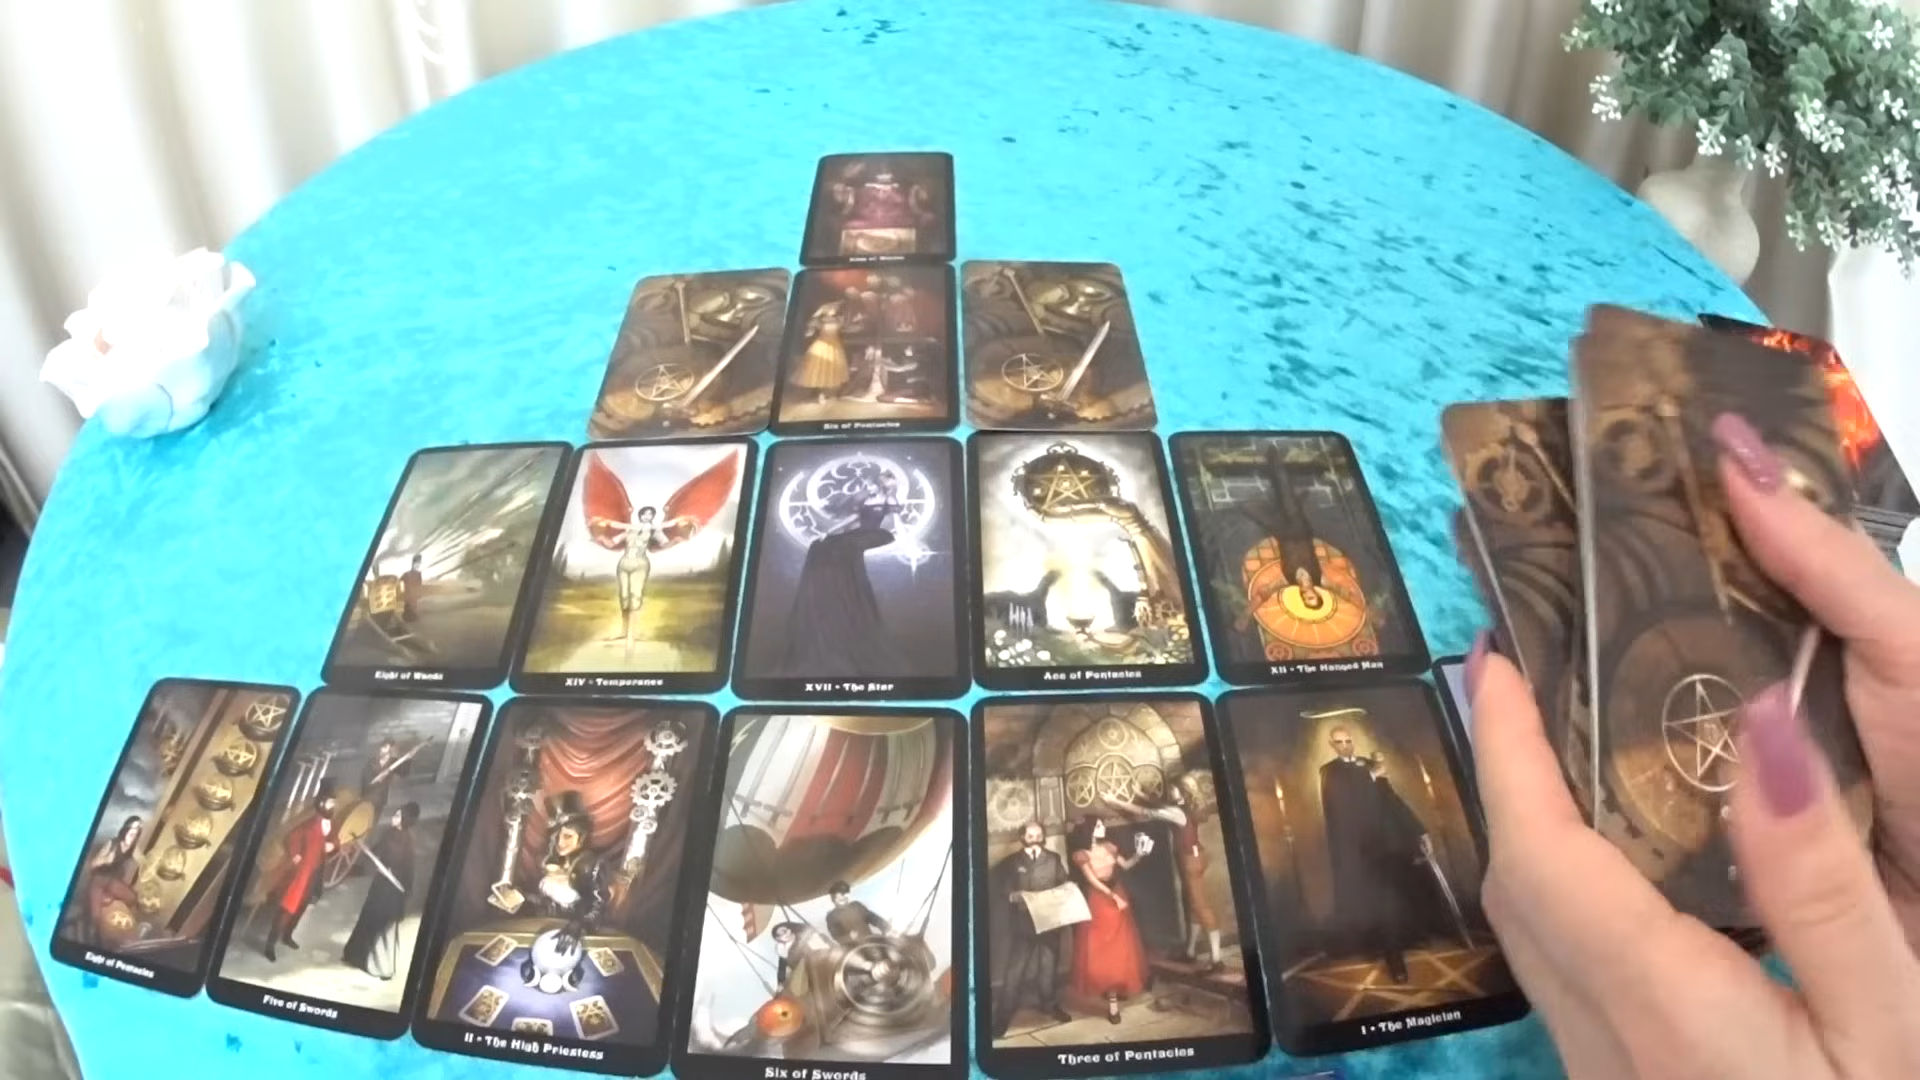 Six of Pentacles
Eight of Wands
XIV • Temperance
XVII • The Star
Ace of Pentacles
XII • The Hanged Man
Eight of Pentacles
Five of Swords
II • The High Priestess
Six of Swords
Three of Pentacles
I • The Magician